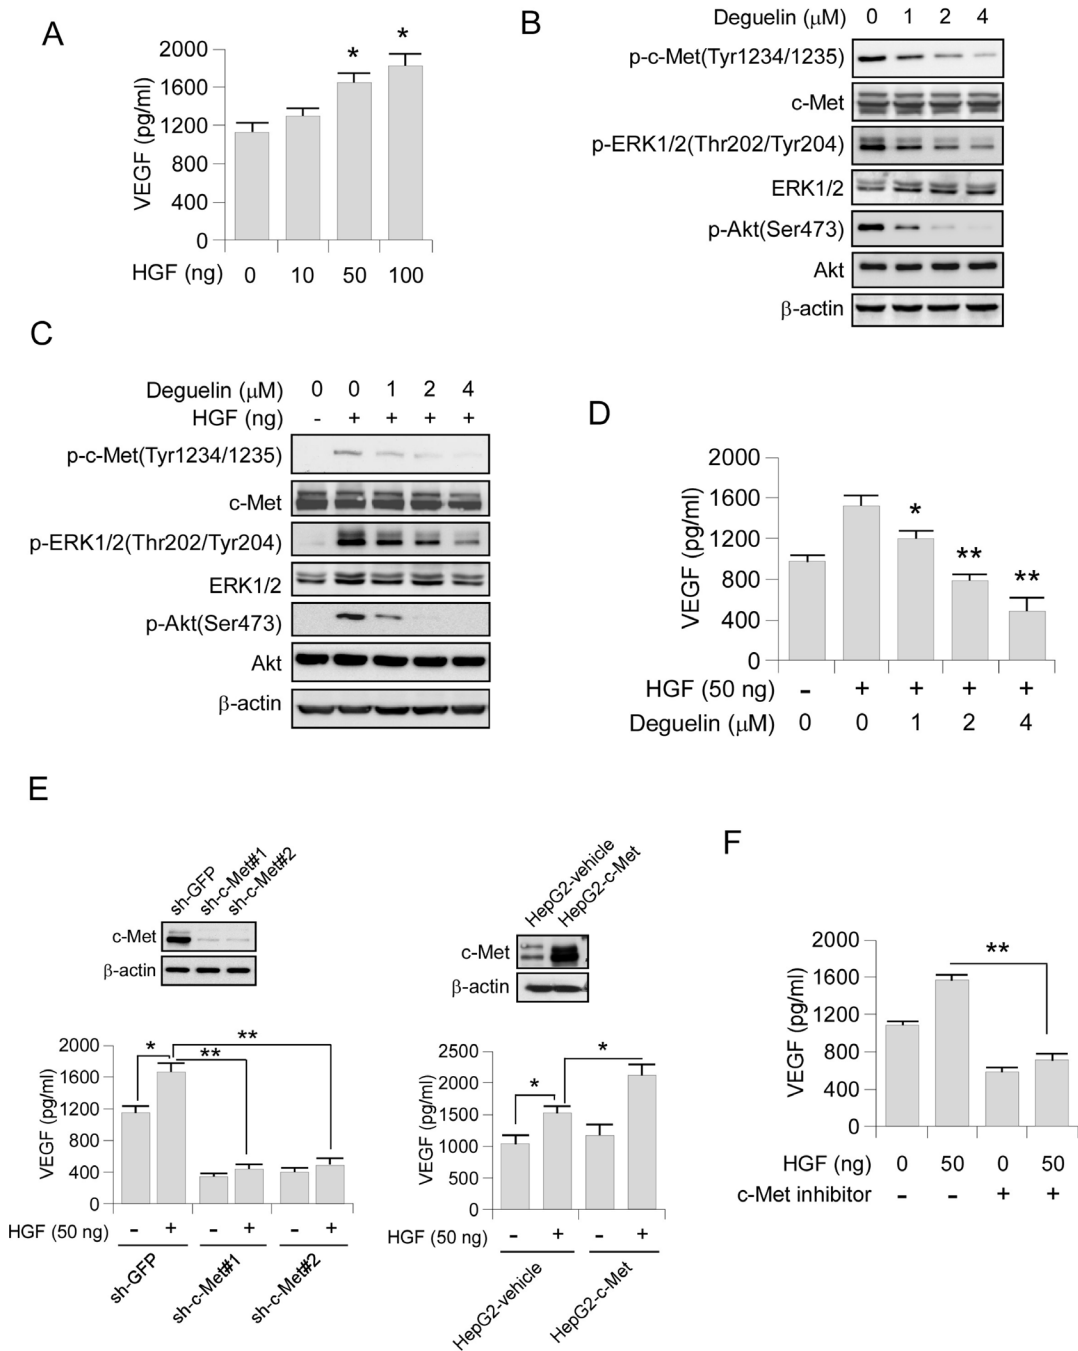 A
VEGF (pg/ml)
2000
1600
1200
800
400
0
* *
HGF (ng) 0 10 50 100
B
Deguelin (μM) 0 1 2 4
p-c-Met(Tyr1234/1235)
c-Met
p-ERK1/2(Thr202/Tyr204)
ERK1/2
p-Akt(Ser473)
Akt
β-actin
C
Deguelin (μM) 0 0 1 2 4
HGF (ng) - + + + +
p-c-Met(Tyr1234/1235)
c-Met
p-ERK1/2(Thr202/Tyr204)
ERK1/2
p-Akt(Ser473)
Akt
β-actin
D
VEGF (pg/ml)
2000
1600
1200
800
400
0
* ** **
HGF (50 ng) - + + + +
Deguelin (μM) 0 0 1 2 4
E
sh-GFP
sh-c-Met#1
sh-c-Met#2
c-Met
β-actin
VEGF (pg/ml)
2000
1600
1200
800
400
0
* ** **
HGF (50 ng) - + - + - +
sh-GFP
sh-c-Met#1
sh-c-Met#2
HepG2-vehicle
HepG2-c-Met
c-Met
β-actin
VEGF (pg/ml)
2500
2000
1500
1000
500
0
* *
HGF (50 ng) - + - +
HepG2-vehicle
HepG2-c-Met
F
VEGF (pg/ml)
2000
1600
1200
800
400
0
**
HGF (ng) 0 50 0 50
c-Met inhibitor - - + +